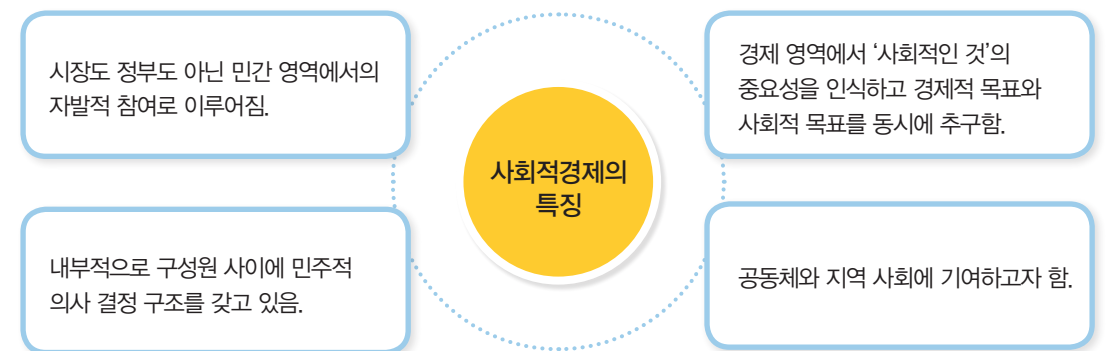 시장도 정부도 아닌 민간 영역에서의
자발적 참여로 이루어짐.
경제 영역에서 ‘사회적인 것’의
중요성을 인식하고 경제적 목표와
사회적 목표를 동시에 추구함.
사회적경제의
특징
내부적으로 구성원 사이에 민주적
의사 결정 구조를 갖고 있음.
공동체와 지역 사회에 기여하고자 함.